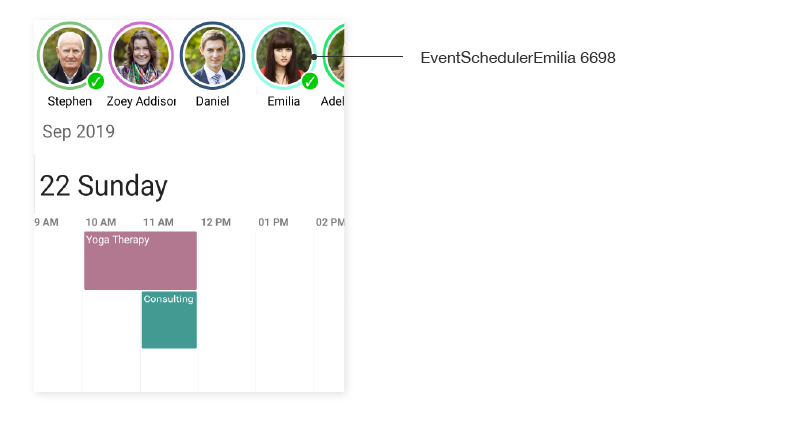 Stephen Zoey Addisor Daniel Emilia Adel
EventSchedulerEmilia 6698
Sep 2019
22 Sunday
9 AM 10 AM 11 AM 12 PM 01 PM 02 PM
Yoga Therapy
Consulting